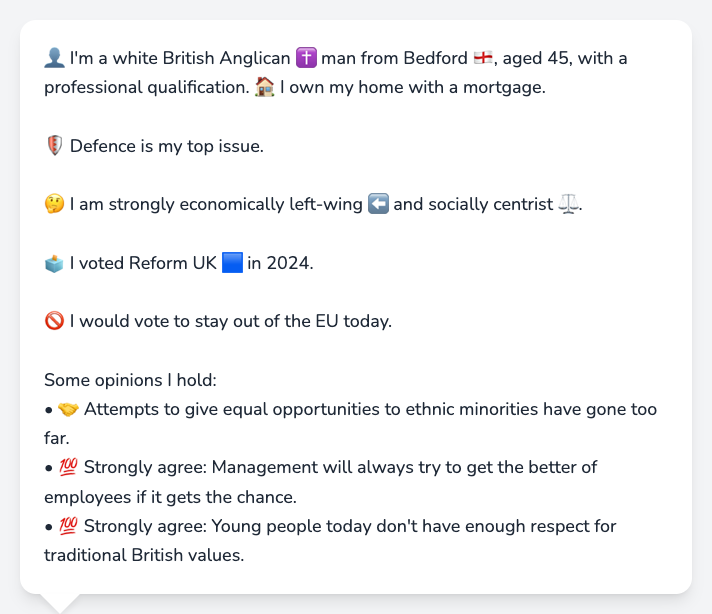 👤 I'm a white British Anglican ✝️ man from Bedford 🏴󠁧󠁢󠁥󠁮󠁧󠁿, aged 45, with a
professional qualification. 🏠 I own my home with a mortgage.
🛡️ Defence is my top issue.
🤔 I am strongly economically left-wing ⬅️ and socially centrist ⚖️.
🗳️ I voted Reform UK 🟦 in 2024.
🚫 I would vote to stay out of the EU today.
Some opinions I hold:
• 🤝 Attempts to give equal opportunities to ethnic minorities have gone too
far.
• 💯 Strongly agree: Management will always try to get the better of
employees if it gets the chance.
• 💯 Strongly agree: Young people today don't have enough respect for
traditional British values.